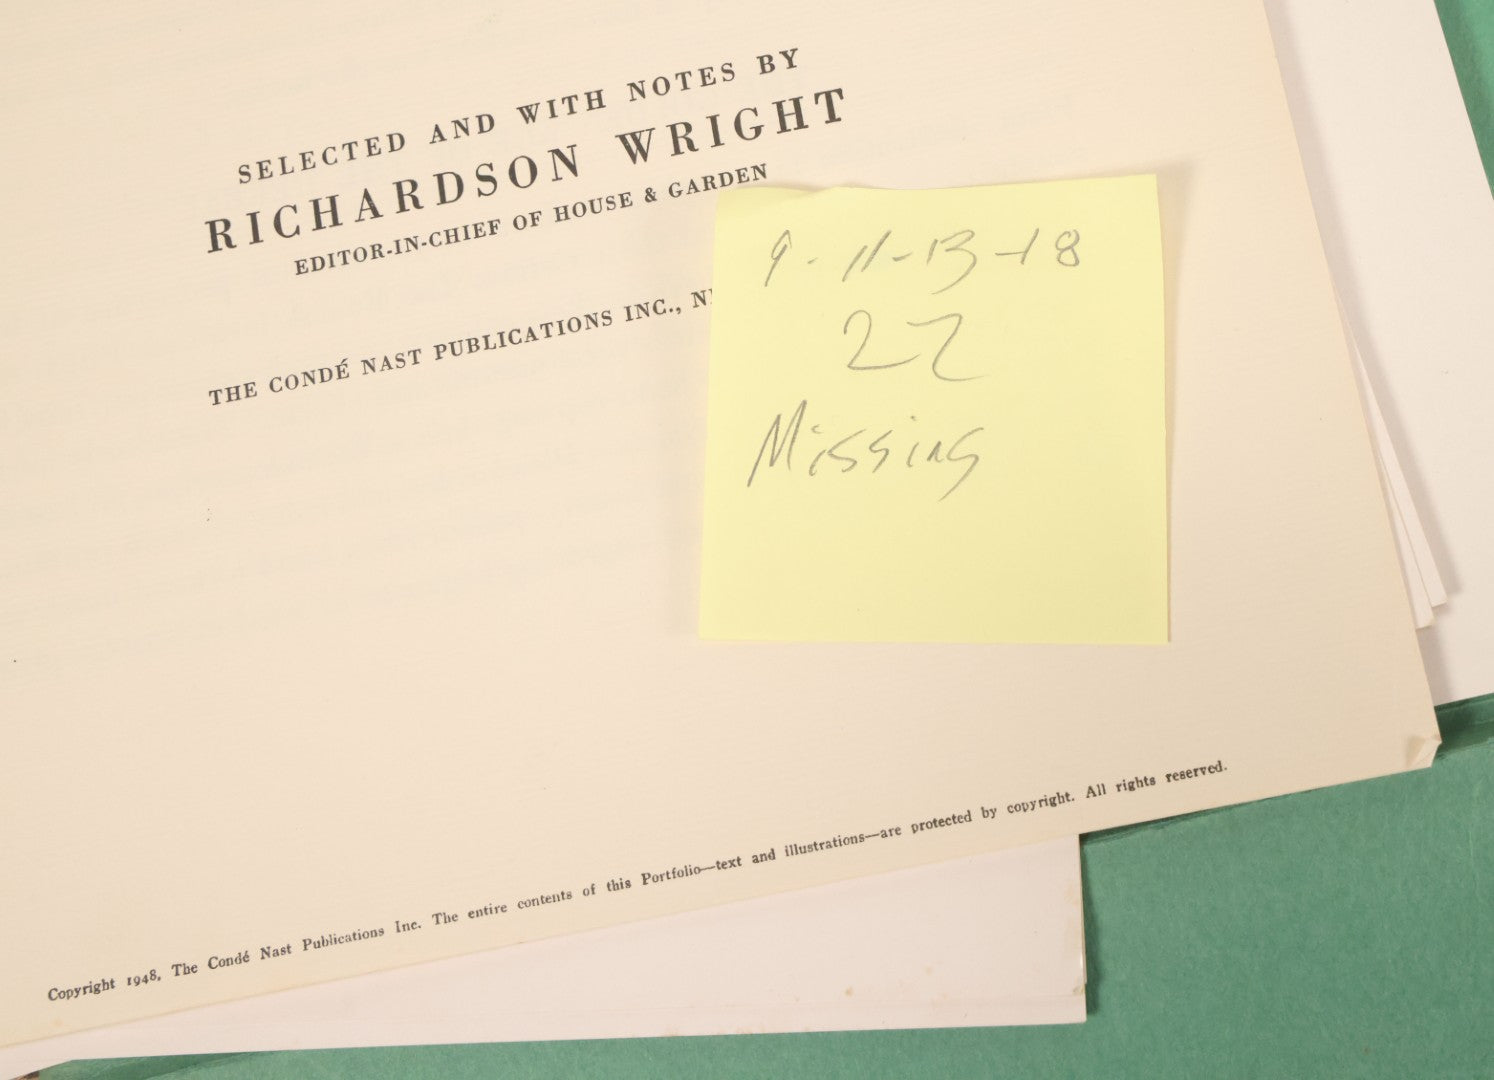 SELECTED AND WITH NOTES BY
RICHARDSON WRIGHT
EDITOR-IN-CHIEF OF HOUSE & GARDEN
THE CONDÉ NAST PUBLICATIONS INC.,
9-11-13-18
22
Missing
Copyright 1948, The Condé Nast Publications Inc. The entire contents of this Portfolio—text and illustrations—are protected by copyright. All rights reserved.